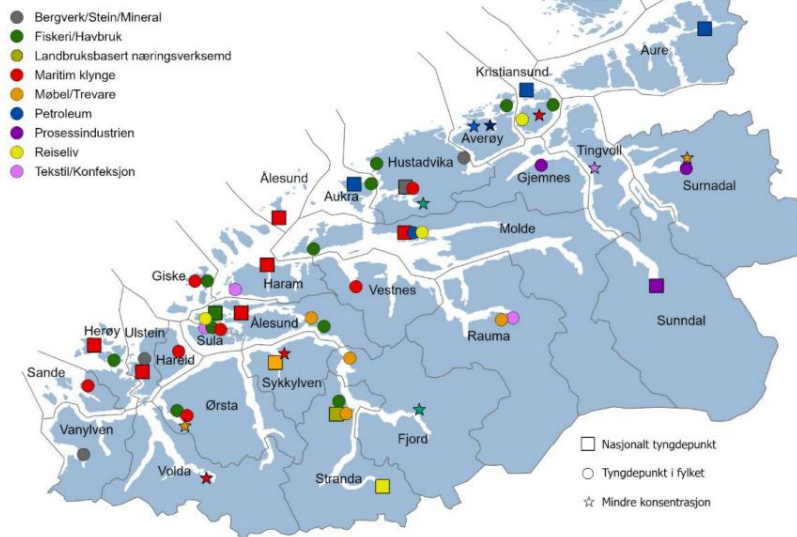 Bergverk/Stein/Mineral
Fiskeri/Havbruk
Landbruksbasert næringsverksemd
Maritim klynge
Møbel/Trevare
Petroleum
Prosessindustrien
Reiseliv
Tekstil/Konfeksjon
Aure
Kristiansund
Averøy
Tingvoll
Hustadvika
Gjemnes
Surnadal
Ålesund
Aukra
Molde
Giske
Haram
Vestnes
Sunndal
Herøy
Ulstein
Sula
Ålesund
Rauma
Hareid
Sande
Sykkylven
Ørsta
Vanylven
Fjord
Volda
Stranda
Nasjonalt tyngdepunkt
Tyngdepunkt i fylket
Mindre konsentrasjon